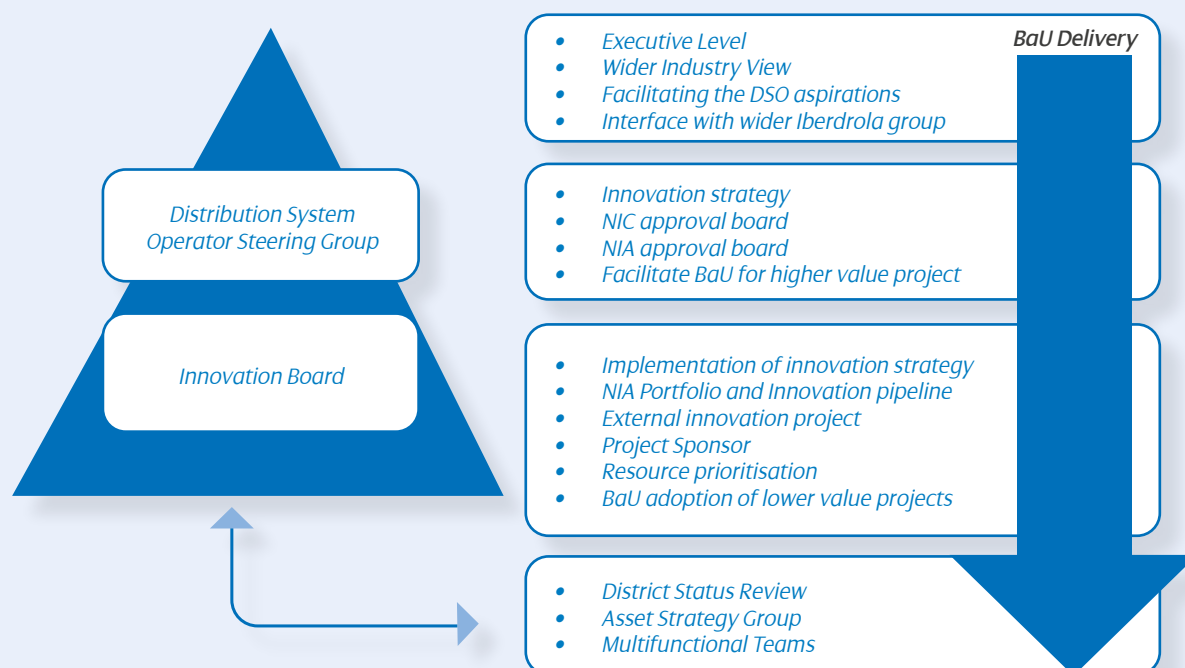 Distribution System
Operator Steering Group
Innovation Board
BaU Delivery
• Executive Level
• Wider Industry View
• Facilitating the DSO aspirations
• Interface with wider Iberdrola group
• Innovation strategy
• NIC approval board
• NIA approval board
• Facilitate BaU for higher value project
• Implementation of innovation strategy
• NIA Portfolio and Innovation pipeline
• External innovation project
• Project Sponsor
• Resource prioritisation
• BaU adoption of lower value projects
• District Status Review
• Asset Strategy Group
• Multifunctional Teams